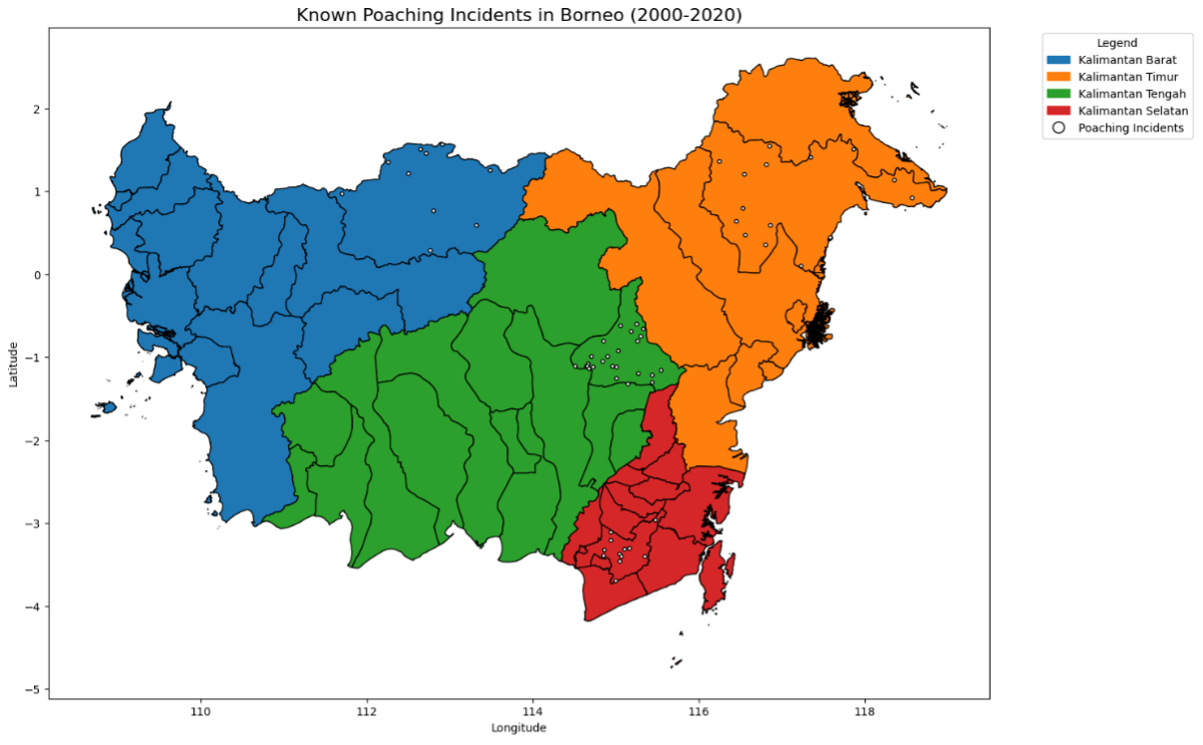 Known Poaching Incidents in Borneo (2000-2020)
Legend
Kalimantan Barat
Kalimantan Timur
Kalimantan Tengah
Kalimantan Selatan
Poaching Incidents
Latitude
2
1
0
−1
−2
−3
−4
−5
110 112 114 116 118
Longitude